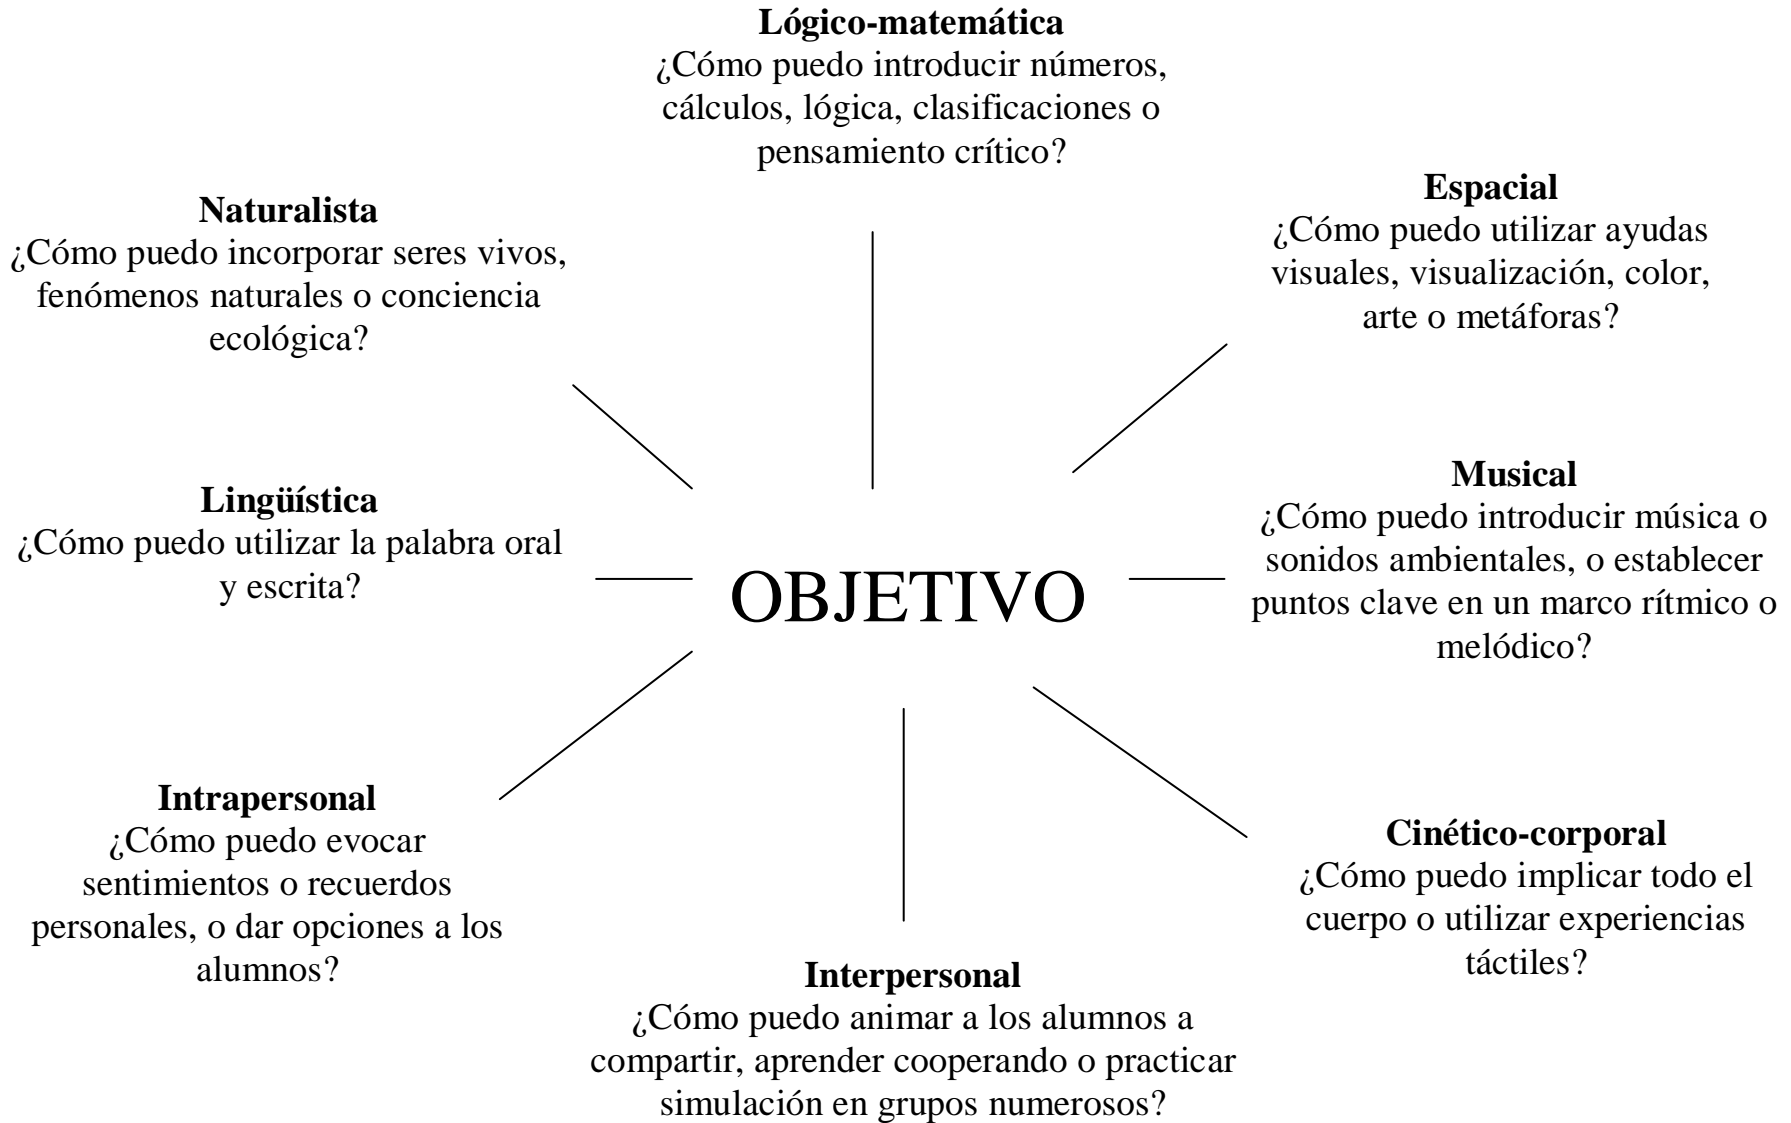 Lógico-matemática
¿Cómo puedo introducir números,
cálculos, lógica, clasificaciones o
pensamiento crítico?
Espacial
¿Cómo puedo utilizar ayudas
visuales, visualización, color,
arte o metáforas?
Naturalista
¿Cómo puedo incorporar seres vivos,
fenómenos naturales o conciencia
ecológica?
Musical
¿Cómo puedo introducir música o
sonidos ambientales, o establecer
puntos clave en un marco rítmico o
melódico?
Lingüística
¿Cómo puedo utilizar la palabra oral
y escrita?
OBJETIVO
Intrapersonal
¿Cómo puedo evocar
sentimientos o recuerdos
personales, o dar opciones a los
alumnos?
Cinético-corporal
¿Cómo puedo implicar todo el
cuerpo o utilizar experiencias
táctiles?
Interpersonal
¿Cómo puedo animar a los alumnos a
compartir, aprender cooperando o practicar
simulación en grupos numerosos?